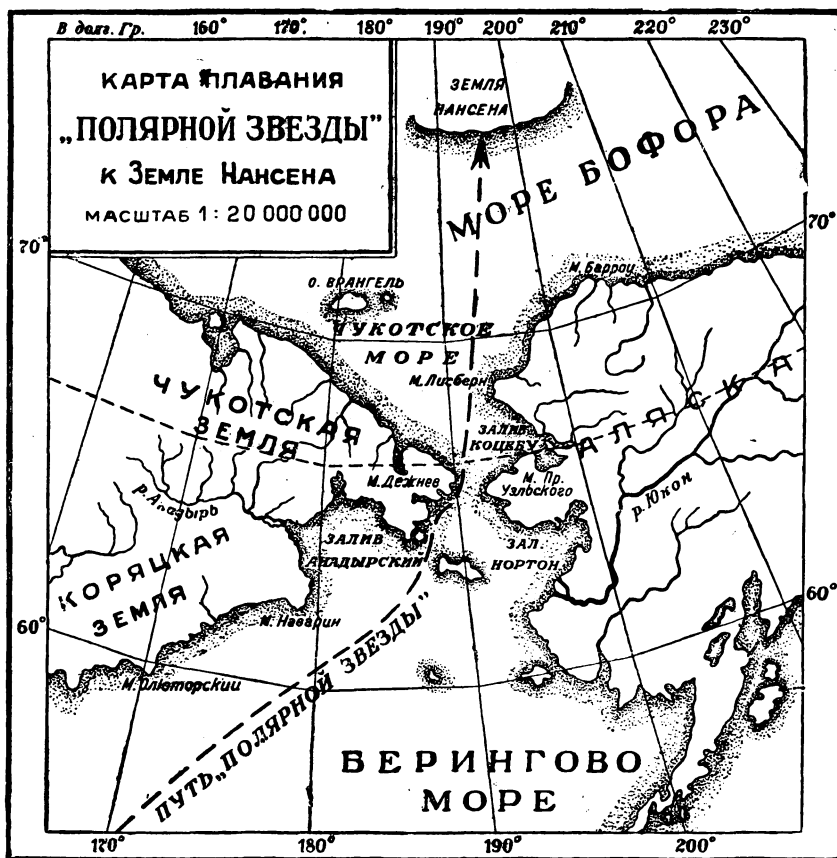 В долг. Гр. 160° 170° 180° 190° 200° 210° 220° 230°
КАРТА ПЛАВАНИЯ
„ПОЛЯРНОЙ ЗВЕЗДЫ"
К ЗЕМЛЕ НАНСЕНА
МАСШТАБ 1:20 000 000
ЗЕМЛЯ
НАНСЕНА
МОРЕ БОФОРА
70°
70°
М. Барроу
О. ВРАНГЕЛЬ
ЧУКОТСКОЕ
МОРЕ
М. Лисберн
ЧУКОТСКАЯ
ЗЕМЛЯ
ЗАЛИВ
КОЦЕБУ
АЛЯСКА
М. Дежнев
М. Пр.
Уэльского
р. Юкон
р. Анадырь
ЗАЛИВ
АНАДЫРСКИЙ
ЗАЛ.
НОРТОН
КОРЯЦКАЯ
ЗЕМЛЯ
60°
60°
М. Наварин
М. Олюторский
ПУТЬ „ПОЛЯРНОЙ ЗВЕЗДЫ"
БЕРИНГОВО
МОРЕ
170° 180° 190° 200°